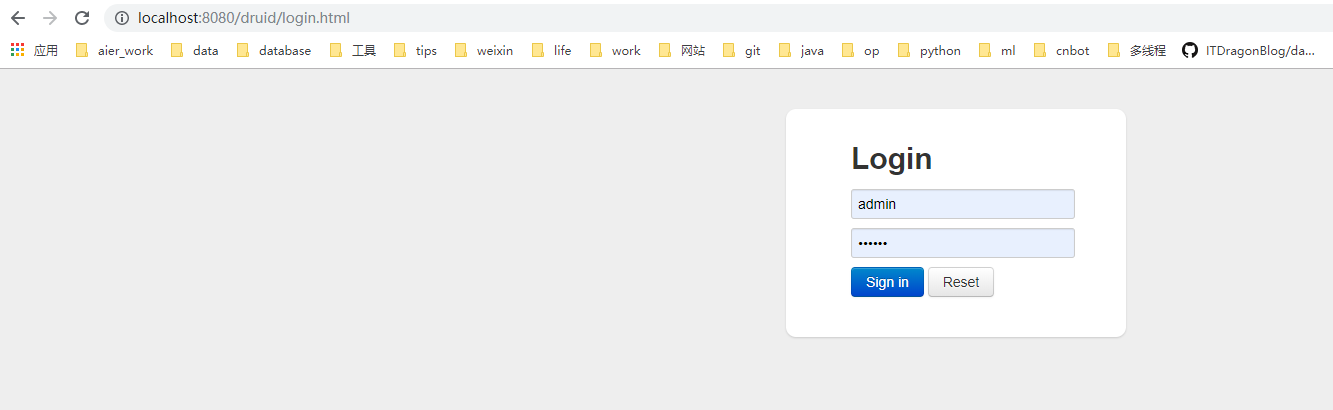 localhost:8080/druid/login.html
应用 aier_work data database 工具 tips weixin life work 网站 git java op python ml cnbot 多线程 ITDragonBlog/da...
Login
admin
••••••
Sign in Reset